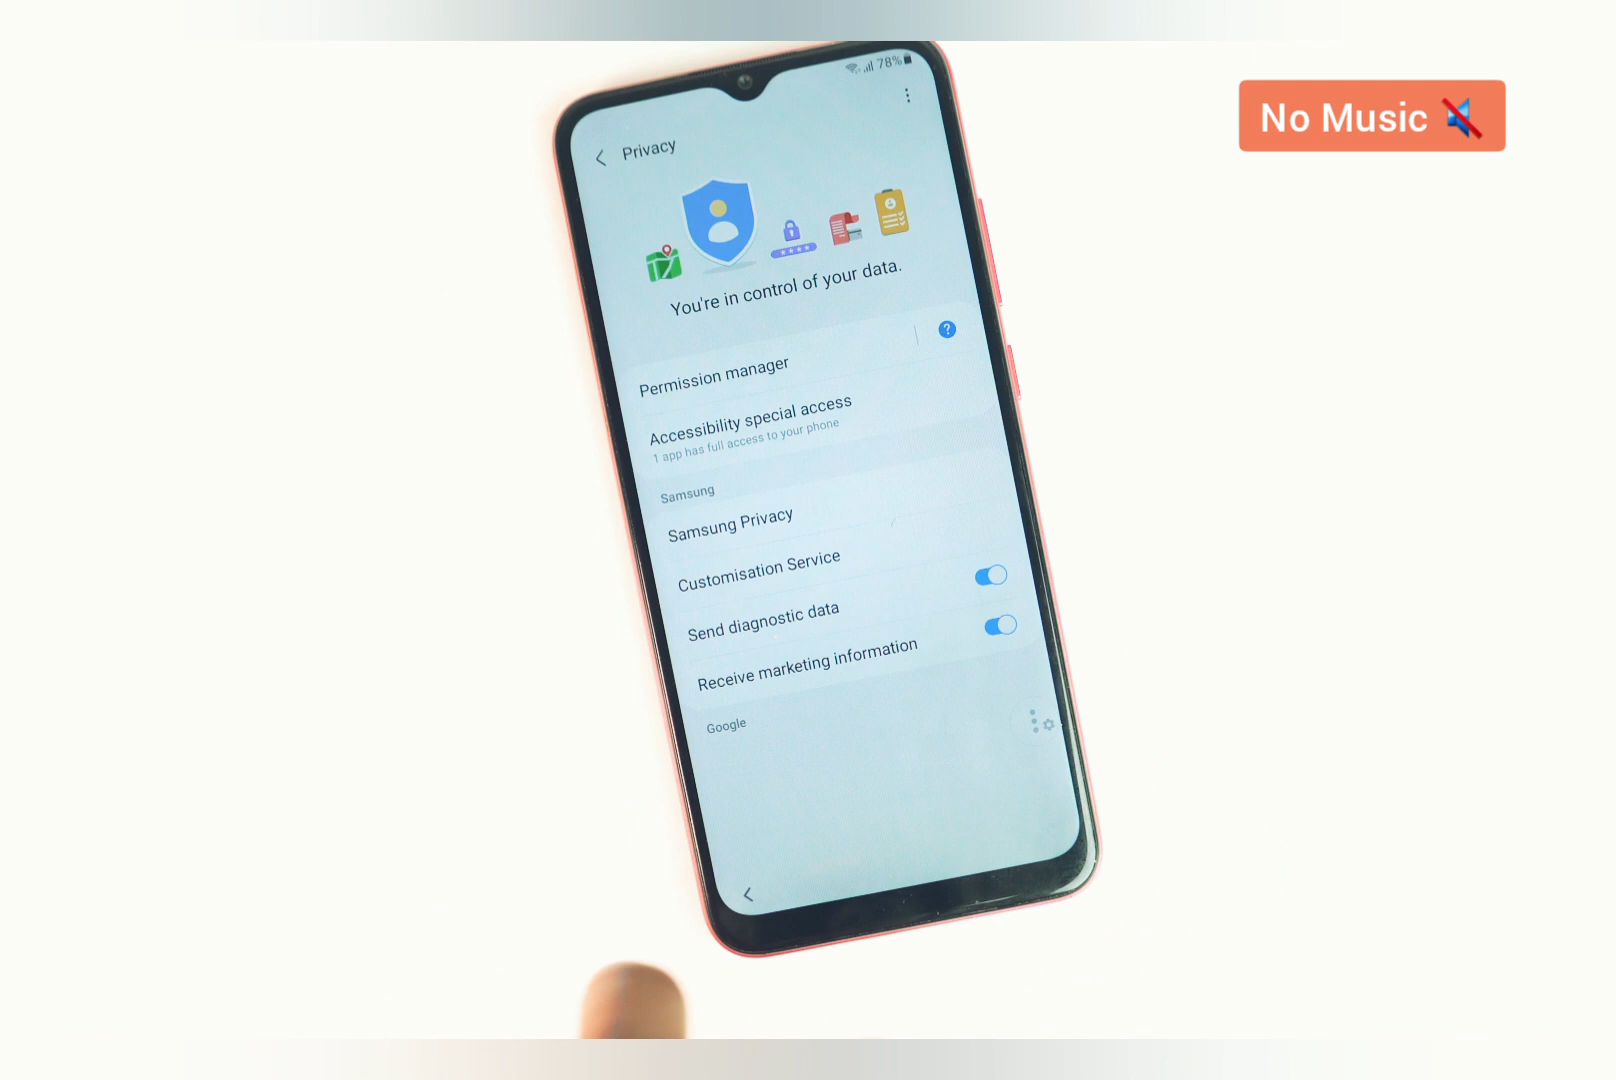 78%
No Music
Privacy
You're in control of your data.
?
Permission manager
Accessibility special access
1 app has full access to your phone
Samsung
Samsung Privacy
Customisation Service
Send diagnostic data
Receive marketing information
Google